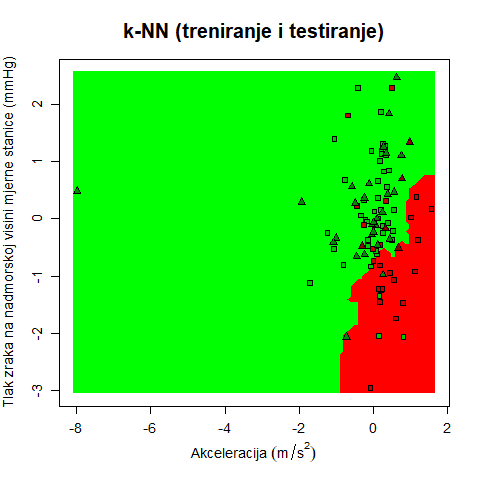 k-NN (treniranje i testiranje)
Tlak zraka na nadmorskoj visini mjerne stanice (mmHg)
2
1
0
-1
-2
-3
-8 -6 -4 -2 0 2
Akceleracija (m/s²)